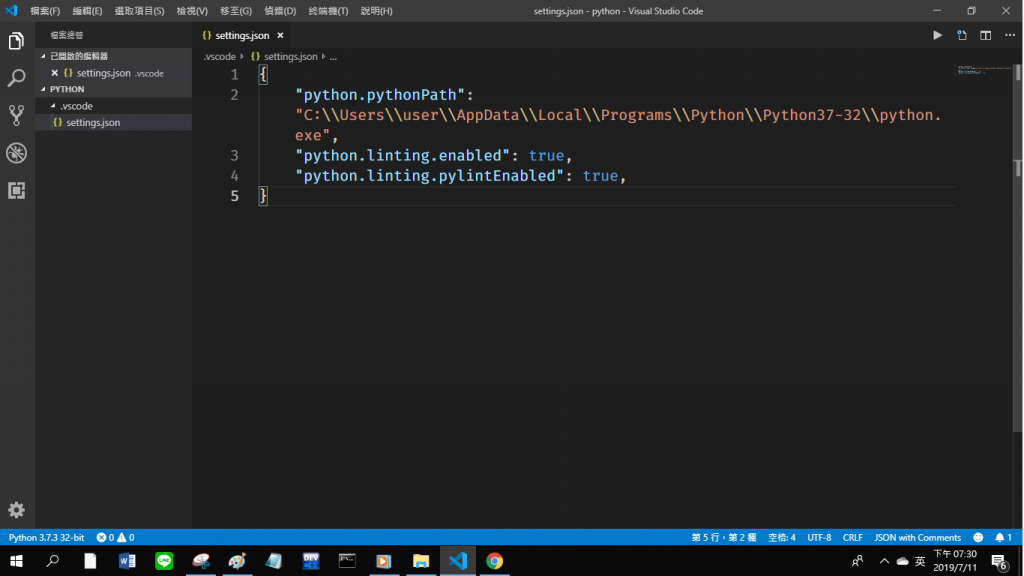 檔案(F) 編輯(E) 選取項目(S) 檢視(V) 移至(G) 偵錯(D) 終端機(T) 說明(H) settings.json - python - Visual Studio Code
檔案總管
{} settings.json ×
已開啟的編輯器
× {} settings.json .vscode
PYTHON
.vscode
{} settings.json
.vscode {} settings.json ...
1 {
2 "python.pythonPath":
"C:\\Users\\user\\AppData\\Local\\Programs\\Python\\Python37-32\\python.
exe",
3 "python.linting.enabled": true,
4 "python.linting.pylintEnabled": true,
5 }
Python 3.7.3 32-bit 0 0 第 5 行,第 2 欄 空格: 4 UTF-8 CRLF JSON with Comments 1
W LINE DEV 英 下午 07:30
2019/7/11 6